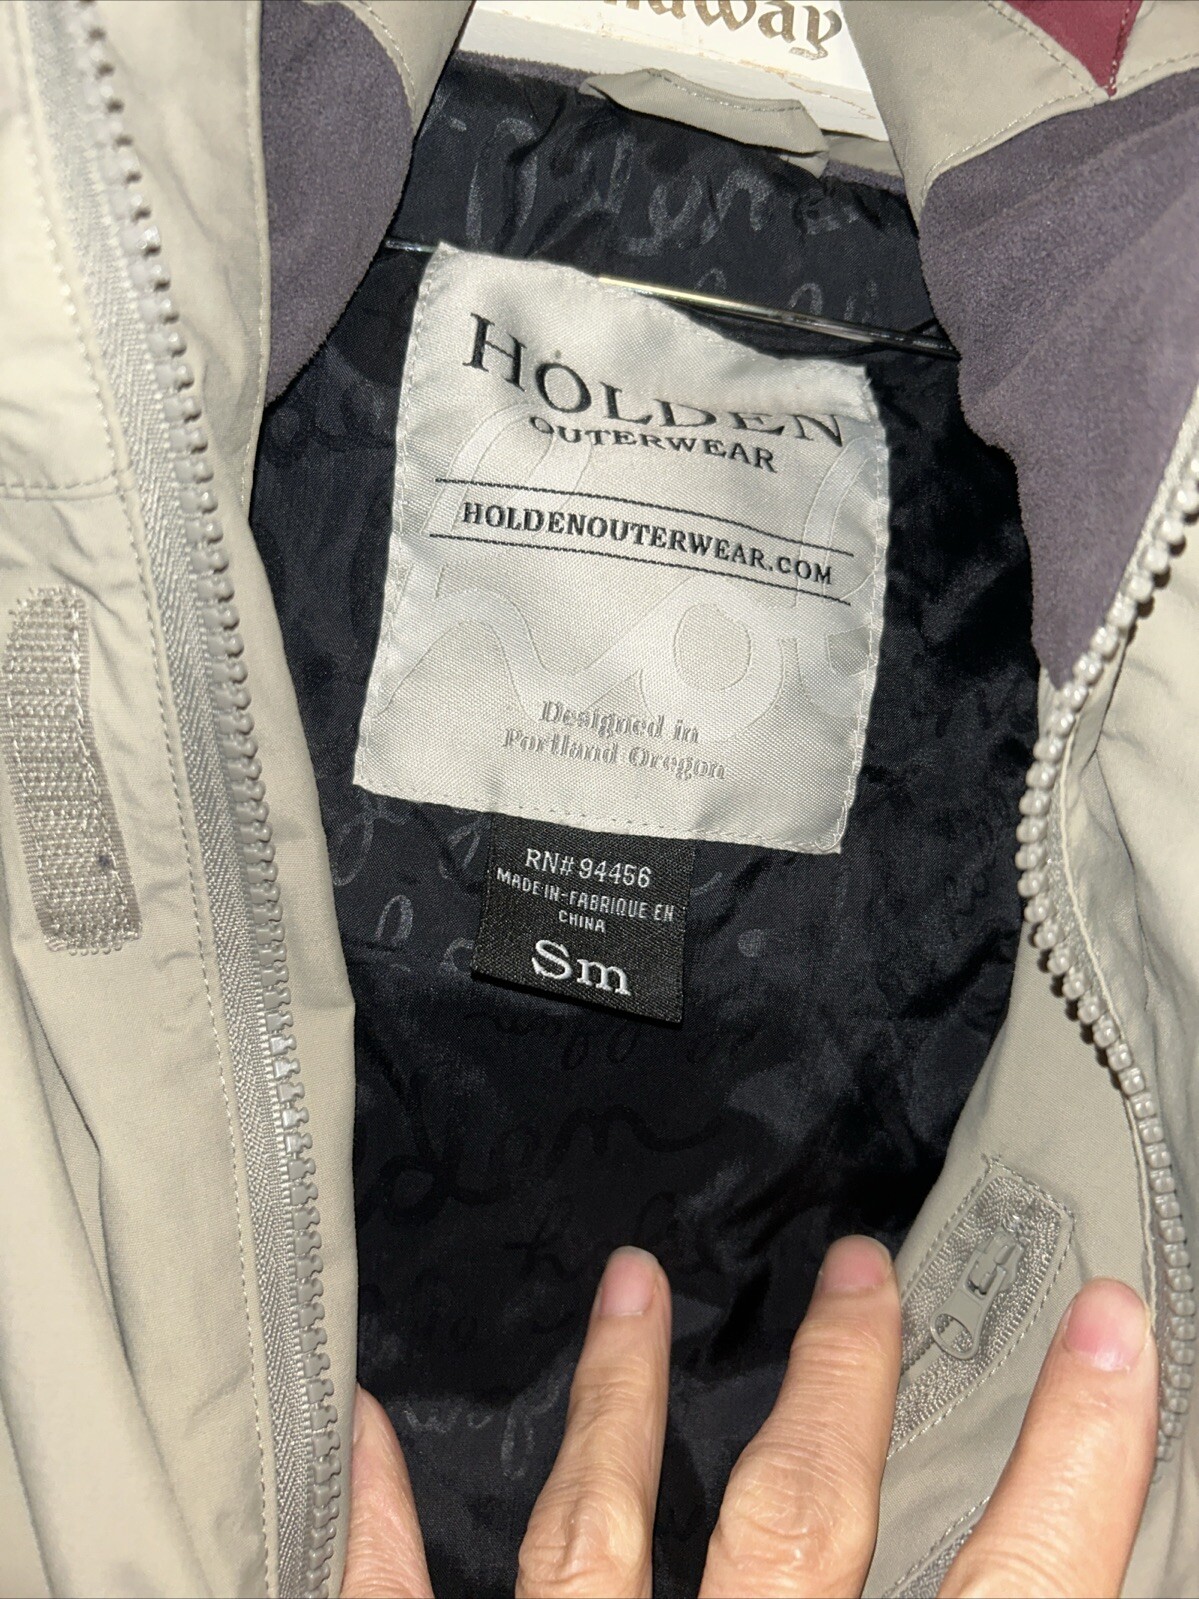 HOLDEN
OUTERWEAR
HOLDENOUTERWEAR.COM
Designed in
Portland Oregon
RN# 94456
MADE IN-FABRIQUE EN
CHINA
Sm